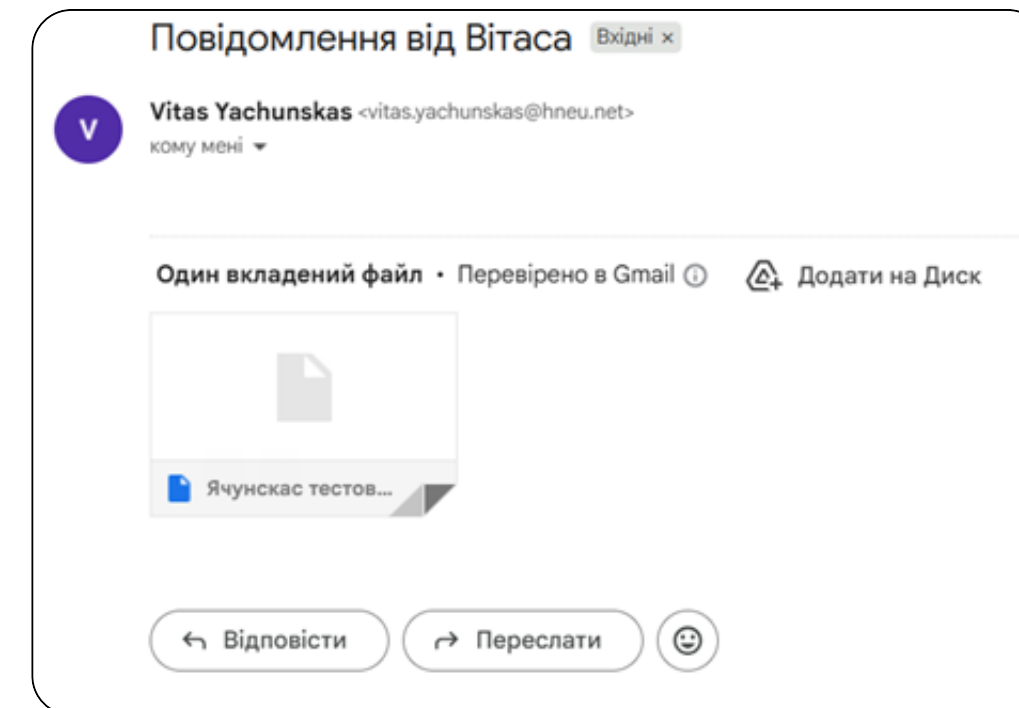 Повідомлення від Вітаса Вхідні ×
V
Vitas Yachunskas <vitas.yachunskas@hneu.net>
кому мені
Один вкладений файл • Перевірено в Gmail Додати на Диск
Ячунскас тестов...
Відповісти Переслати